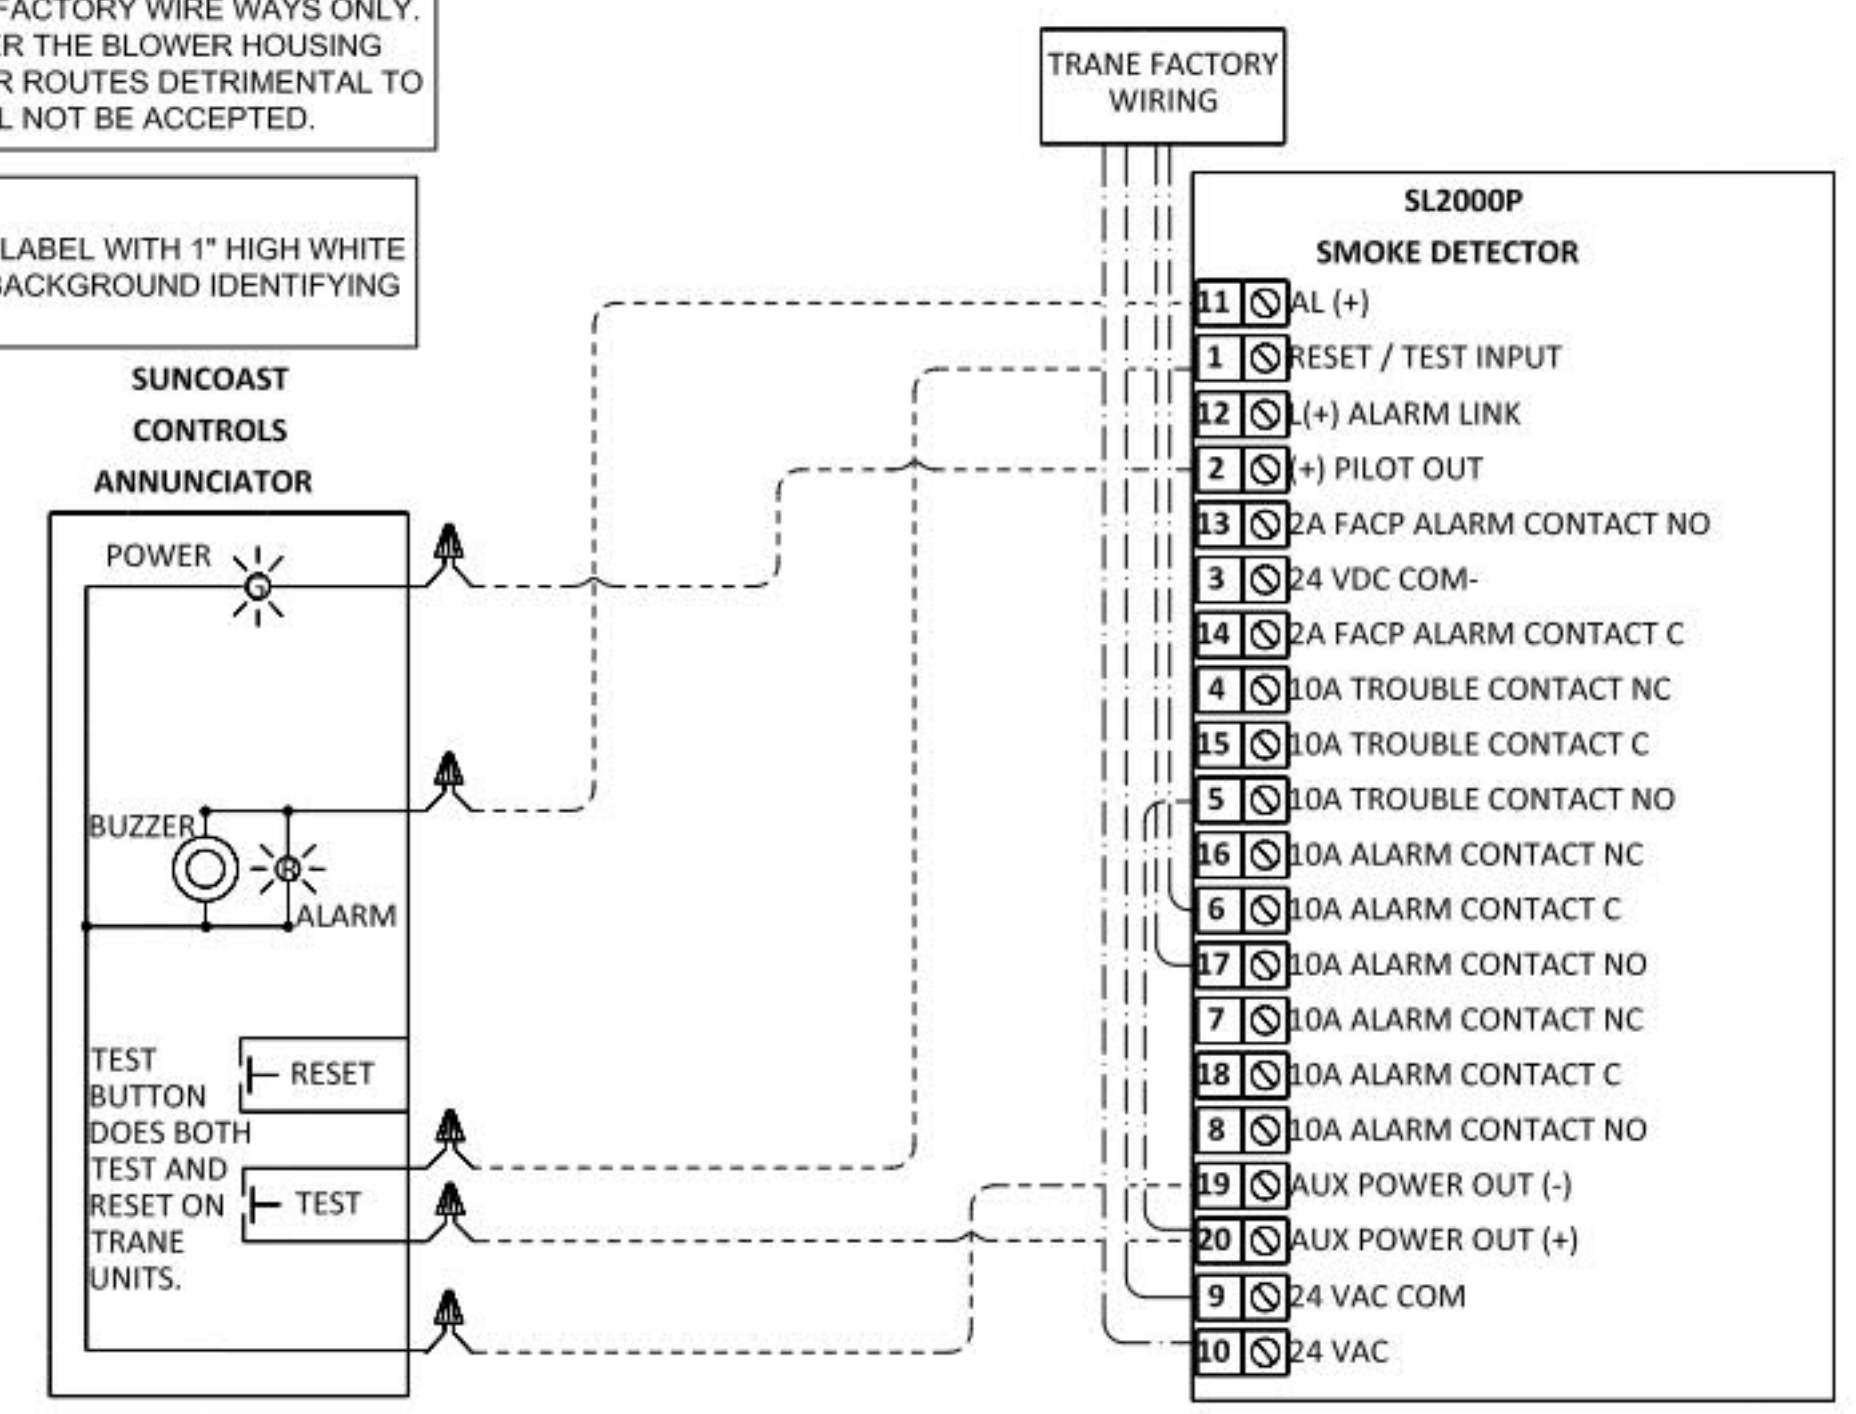 FACTORY WIRE WAYS ONLY.
ER THE BLOWER HOUSING
R ROUTES DETRIMENTAL TO
L NOT BE ACCEPTED.
LABEL WITH 1" HIGH WHITE
BACKGROUND IDENTIFYING
TRANE FACTORY
WIRING
SUNCOAST
CONTROLS
ANNUNCIATOR
POWER
G
BUZZER
R
ALARM
RESET
TEST
BUTTON
DOES BOTH
TEST AND
RESET ON
TRANE
UNITS.
TEST
SL2000P
SMOKE DETECTOR
11 AL (+)
1 RESET / TEST INPUT
12 L(+) ALARM LINK
2 (+) PILOT OUT
13 2A FACP ALARM CONTACT NO
3 24 VDC COM-
14 2A FACP ALARM CONTACT C
4 10A TROUBLE CONTACT NC
15 10A TROUBLE CONTACT C
5 10A TROUBLE CONTACT NO
16 10A ALARM CONTACT NC
6 10A ALARM CONTACT C
17 10A ALARM CONTACT NO
7 10A ALARM CONTACT NC
18 10A ALARM CONTACT C
8 10A ALARM CONTACT NO
19 AUX POWER OUT (-)
20 AUX POWER OUT (+)
9 24 VAC COM
10 24 VAC